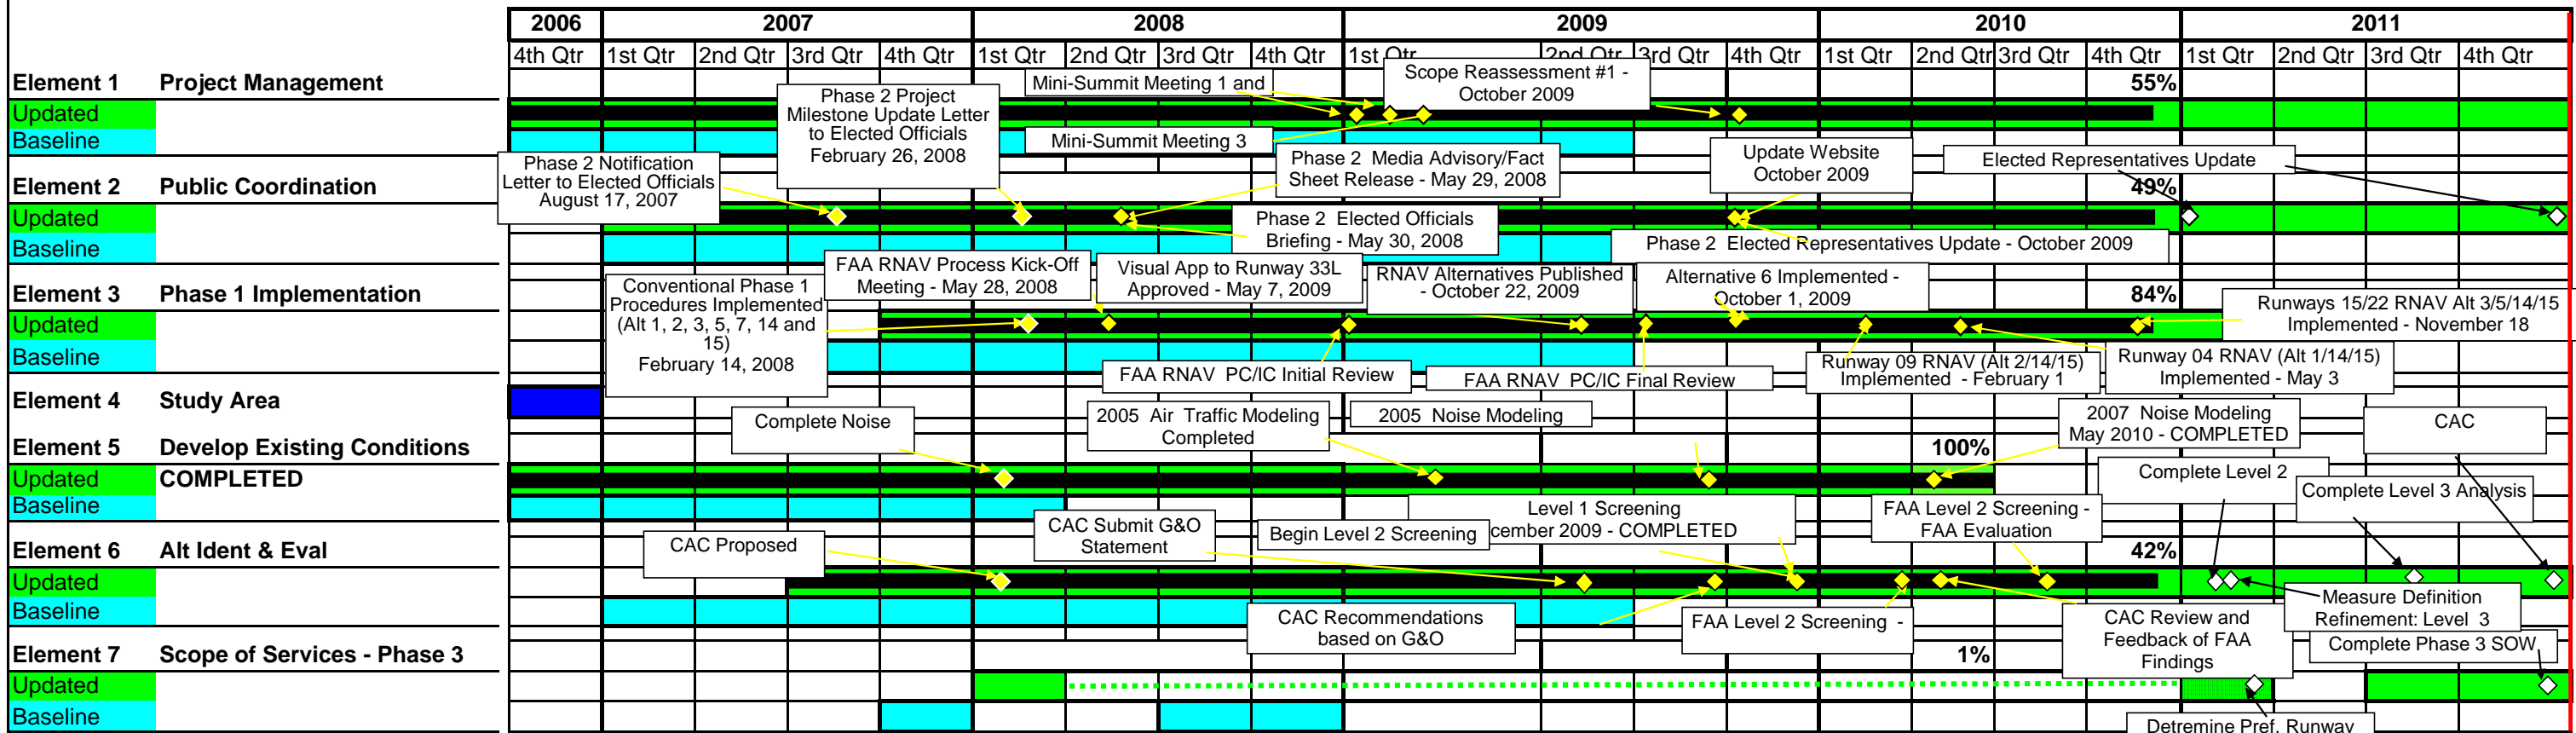 2006 2007 2008 2009 2010 2011
4th Qtr 1st Qtr 2nd Qtr 3rd Qtr 4th Qtr 1st Qtr 2nd Qtr 3rd Qtr 4th Qtr 1st Qtr 2nd Qtr 3rd Qtr 4th Qtr 1st Qtr 2nd Qtr 3rd Qtr 4th Qtr 1st Qtr 2nd Qtr 3rd Qtr 4th Qtr
Element 1 Project Management
55%
Updated
Baseline
Mini-Summit Meeting 1 and
Scope Reassessment #1 -
October 2009
Mini-Summit Meeting 3
Phase 2 Project
Milestone Update Letter
to Elected Officials
February 26, 2008
Phase 2 Notification
Letter to Elected Officials
August 17, 2007
Phase 2 Media Advisory/Fact
Sheet Release - May 29, 2008
Update Website
October 2009
Elected Representatives Update
Element 2 Public Coordination
49%
Updated
Baseline
Phase 2 Elected Officials
Briefing - May 30, 2008
Phase 2 Elected Representatives Update - October 2009
Element 3 Phase 1 Implementation
84%
Updated
Baseline
Conventional Phase 1
Procedures Implemented
(Alt 1, 2, 3, 5, 7, 14 and
15)
February 14, 2008
FAA RNAV Process Kick-Off
Meeting - May 28, 2008
Visual App to Runway 33L
Approved - May 7, 2009
RNAV Alternatives Published
- October 22, 2009
Alternative 6 Implemented -
October 1, 2009
Runways 15/22 RNAV Alt 3/5/14/15
Implemented - November 18
FAA RNAV PC/IC Initial Review
FAA RNAV PC/IC Final Review
Runway 09 RNAV (Alt 2/14/15)
Implemented - February 1
Runway 04 RNAV (Alt 1/14/15)
Implemented - May 3
Element 4 Study Area
Element 5 Develop Existing Conditions
100%
Updated COMPLETED
Baseline
Complete Noise
2005 Air Traffic Modeling
Completed
2005 Noise Modeling
2007 Noise Modeling
May 2010 - COMPLETED
CAC
Complete Level 2
Complete Level 3 Analysis
Element 6 Alt Ident & Eval
42%
Updated
Baseline
CAC Proposed
CAC Submit G&O
Statement
Begin Level 2 Screening
Level 1 Screening
cember 2009 - COMPLETED
FAA Level 2 Screening -
FAA Evaluation
CAC Recommendations
based on G&O
FAA Level 2 Screening -
CAC Review and
Feedback of FAA
Findings
Measure Definition
Refinement: Level 3
Element 7 Scope of Services - Phase 3
1%
Updated
Baseline
Complete Phase 3 SOW
Detremine Pref. Runway